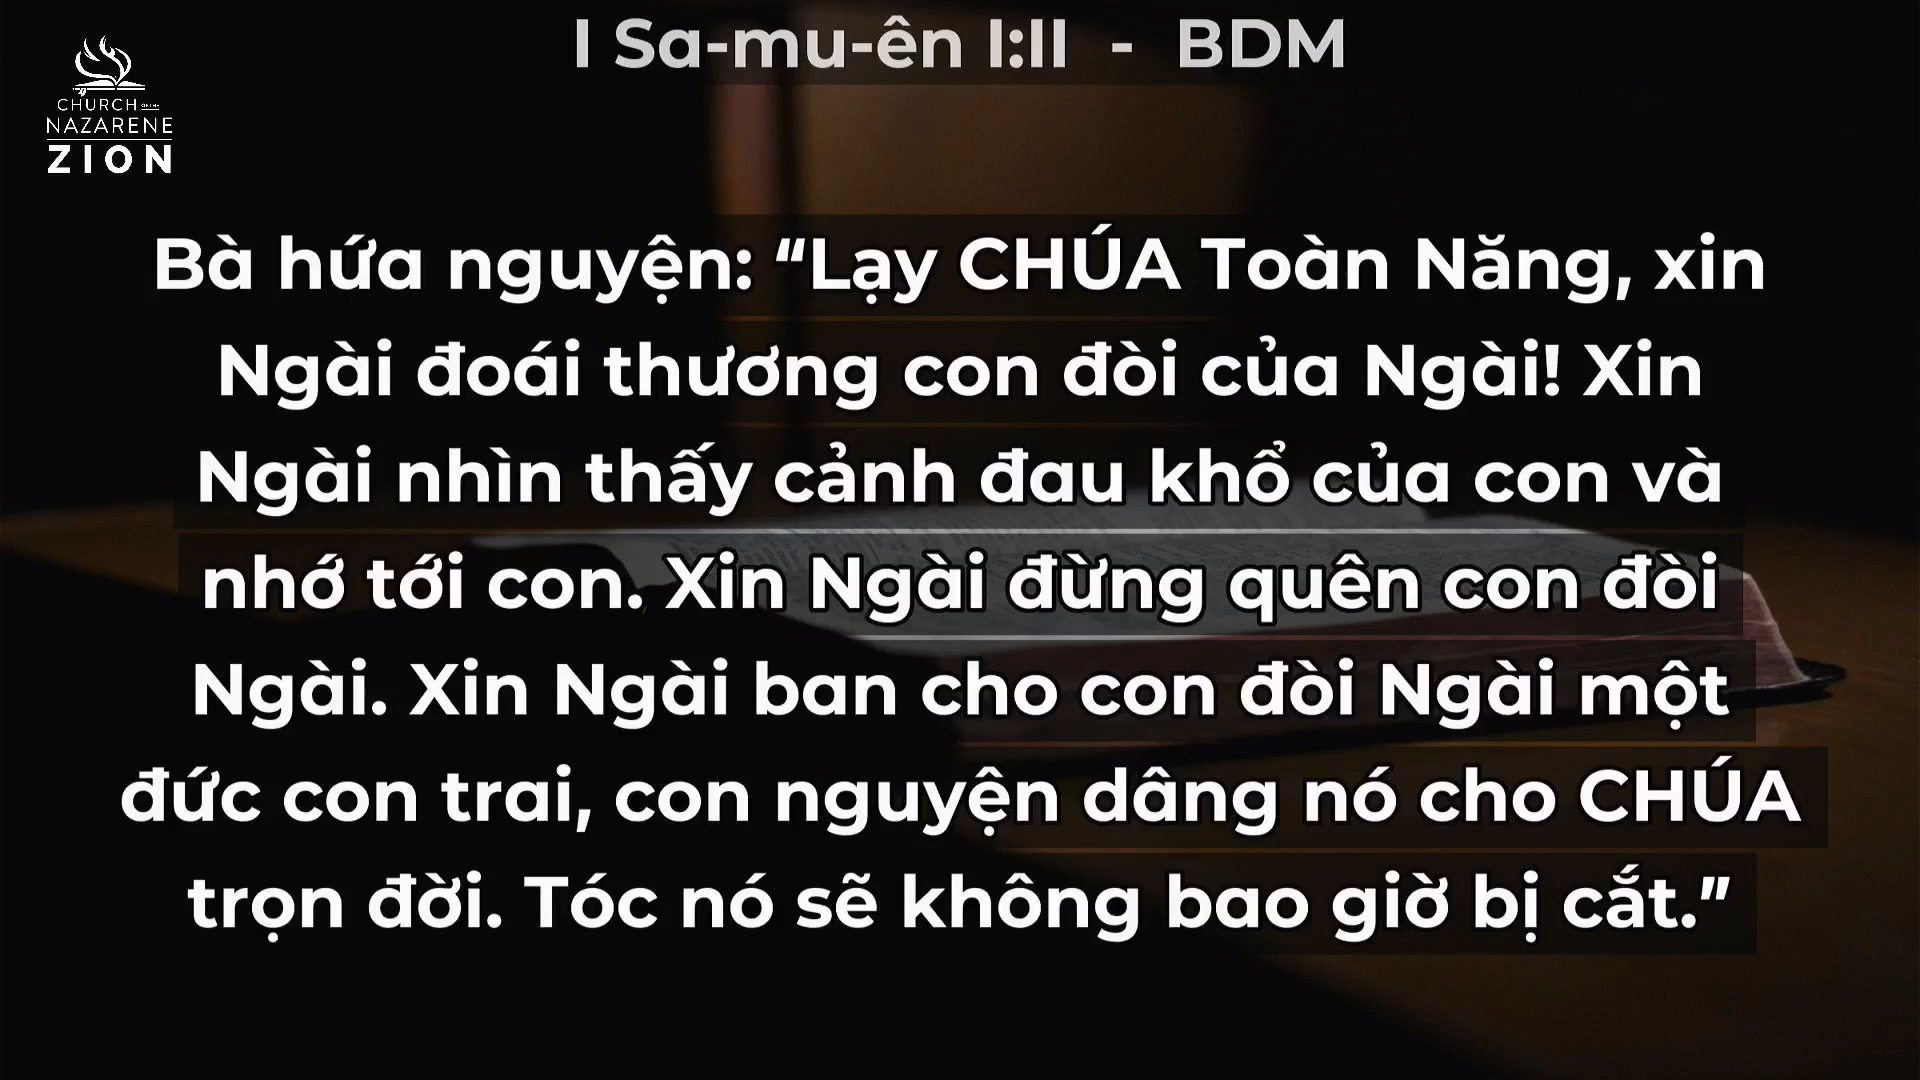 I Sa-mu-ên I:II - BDM
CHURCH OF THE
NAZARENE
ZION
Bà hứa nguyện: “Lạy CHÚA Toàn Năng, xin
Ngài đoái thương con đòi của Ngài! Xin
Ngài nhìn thấy cảnh đau khổ của con và
nhớ tới con. Xin Ngài đừng quên con đòi
Ngài. Xin Ngài ban cho con đòi Ngài một
đức con trai, con nguyện dâng nó cho CHÚA
trọn đời. Tóc nó sẽ không bao giờ bị cắt.”